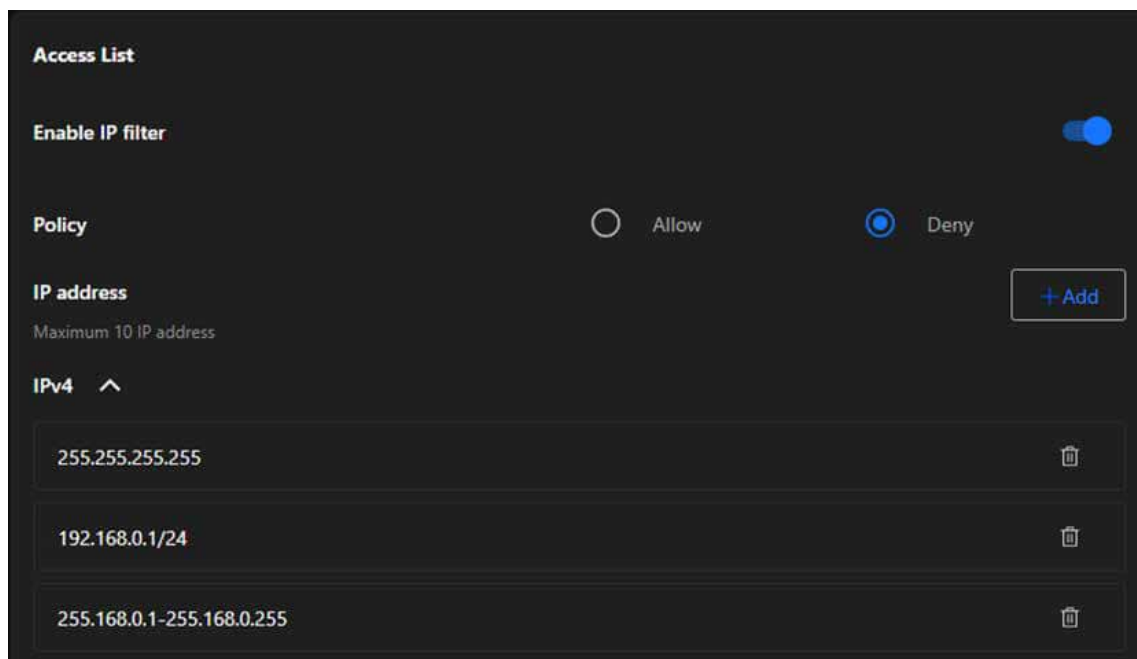 Access List
Enable IP filter
Policy Allow Deny
IP address +Add
Maximum 10 IP address
IPv4
255.255.255.255
192.168.0.1/24
255.168.0.1-255.168.0.255